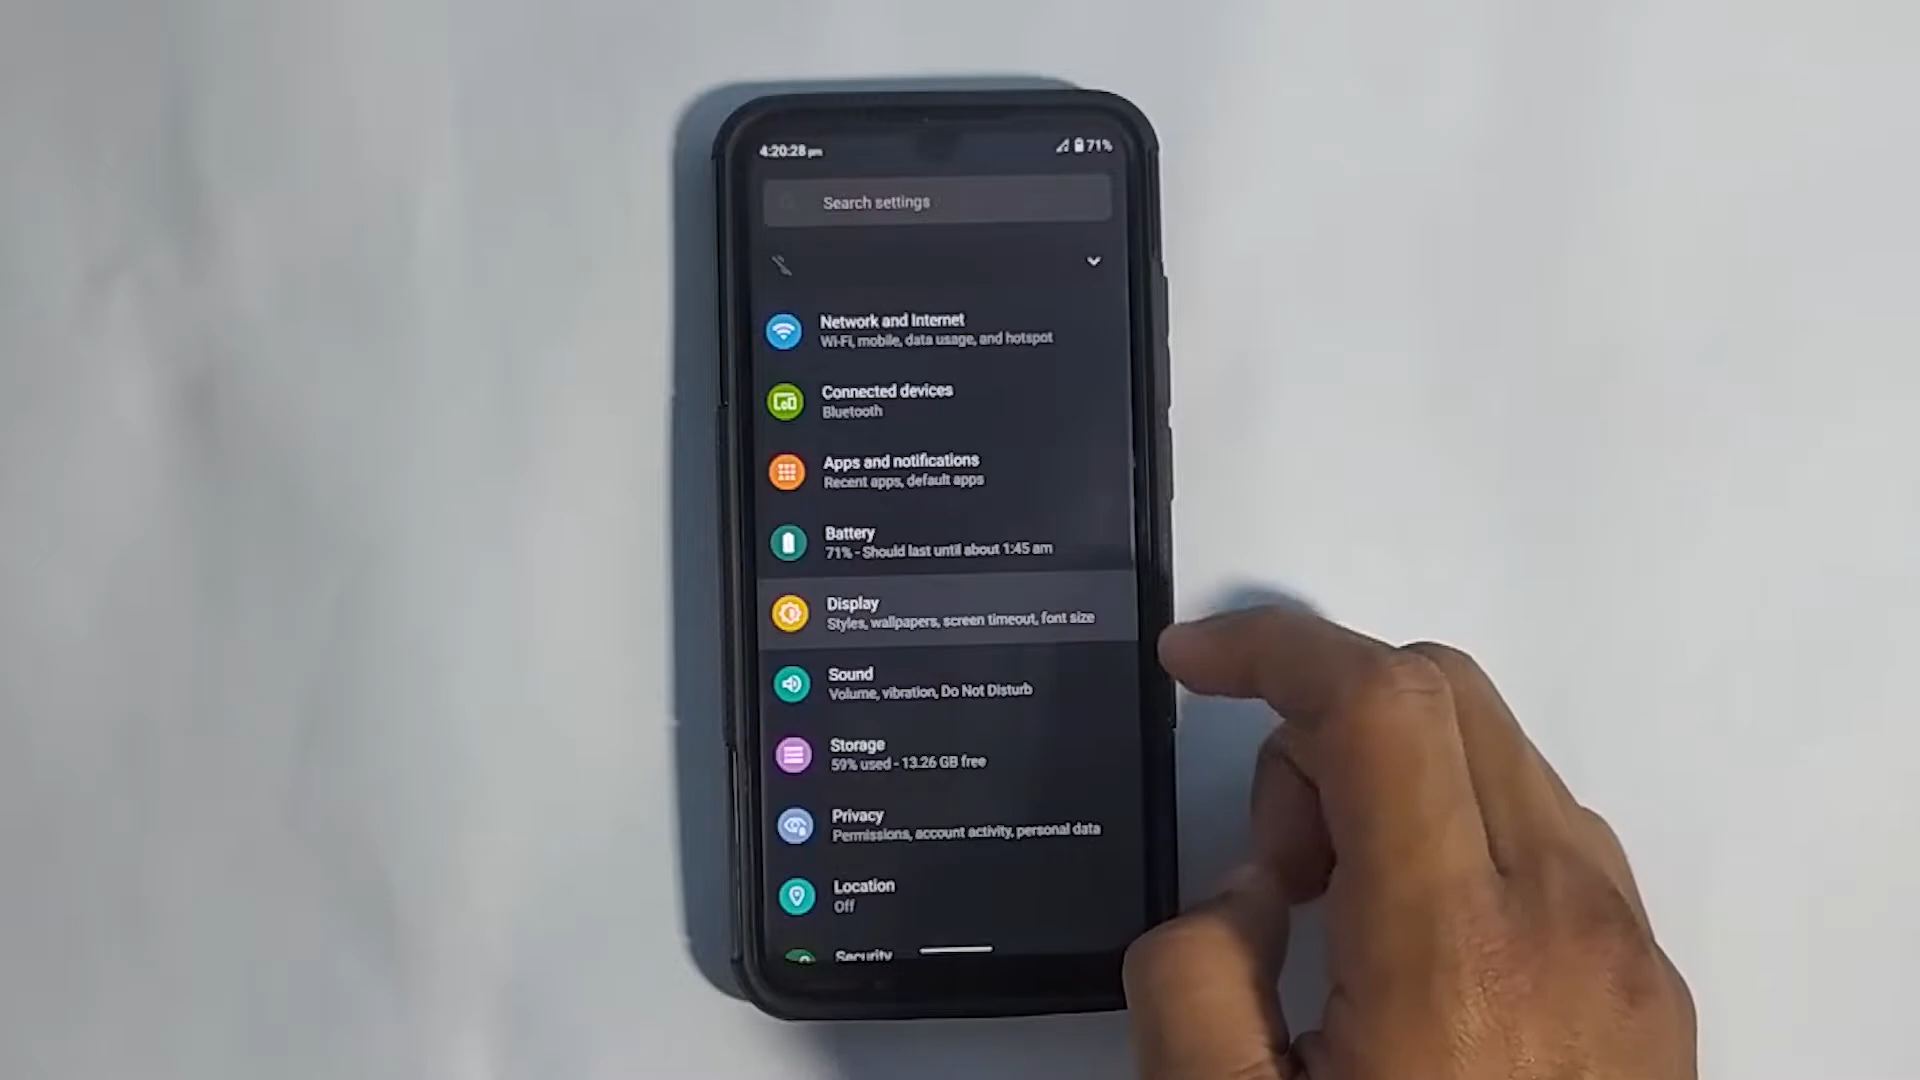 4:20:28 pm
71%
Search settings
Network and Internet
Wi-Fi, mobile, data usage, and hotspot
Connected devices
Bluetooth
Apps and notifications
Recent apps, default apps
Battery
71% - Should last until about 1:45 am
Display
Styles, wallpapers, screen timeout, font size
Sound
Volume, vibration, Do Not Disturb
Storage
59% used - 13.26 GB free
Privacy
Permissions, account activity, personal data
Location
Off
Security